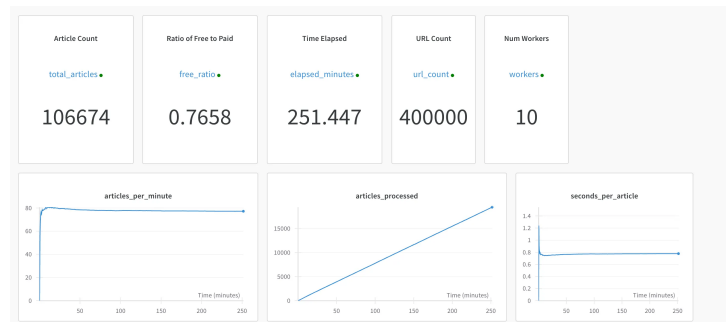 Article Count
Ratio of Free to Paid
Time Elapsed
URL Count
Num Workers
total_articles
free_ratio
elapsed_minutes
url_count
workers
106674
0.7658
251.447
400000
10
articles_per_minute
80
60
40
20
0
Time (minutes)
50
100
150
200
250
articles_processed
15000
10000
5000
0
Time (minutes)
50
100
150
200
250
seconds_per_article
1.4
1.2
1
0.8
0.6
0.4
0.2
0
Time (minutes)
50
100
150
200
250